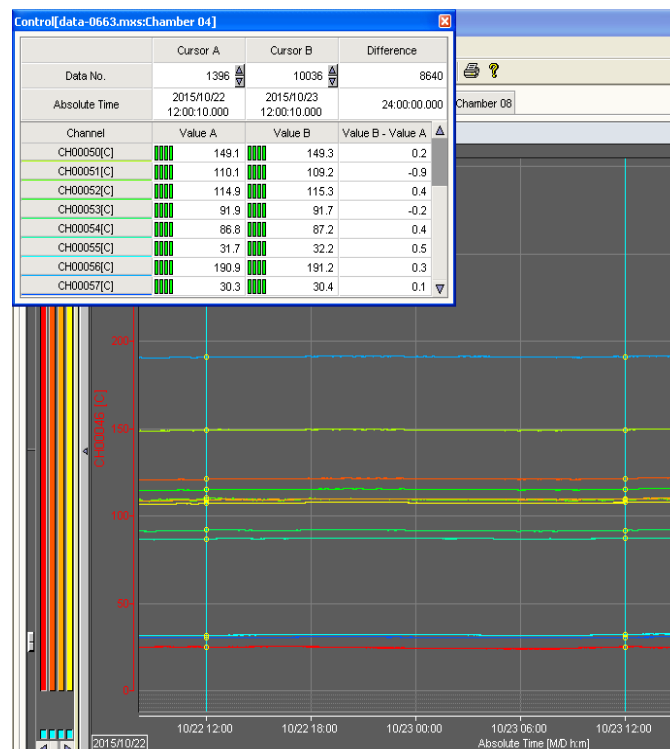 Control[data-0663.mxs:Chamber 04]
Cursor A Cursor B Difference
Data No. 1396 10036 8640
Absolute Time 2015/10/22 12:00:10.000 2015/10/23 12:00:10.000 24:00:00.000
Channel Value A Value B Value B - Value A
CH00050[C] 149.1 149.3 0.2
CH00051[C] 110.1 109.2 -0.9
CH00052[C] 114.9 115.3 0.4
CH00053[C] 91.9 91.7 -0.2
CH00054[C] 86.8 87.2 0.4
CH00055[C] 31.7 32.2 0.5
CH00056[C] 190.9 191.2 0.3
CH00057[C] 30.3 30.4 0.1
Chamber 08
200
150
100
50
0
CH00046 [C]
10/22 12:00 10/22 18:00 10/23 00:00 10/23 06:00 10/23 12:00
2015/10/22 Absolute Time [M/D h:m]